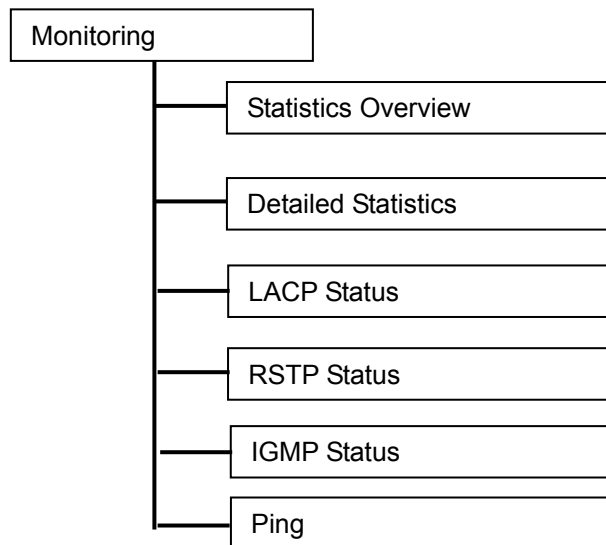 Monitoring
Statistics Overview
Detailed Statistics
LACP Status
RSTP Status
IGMP Status
Ping